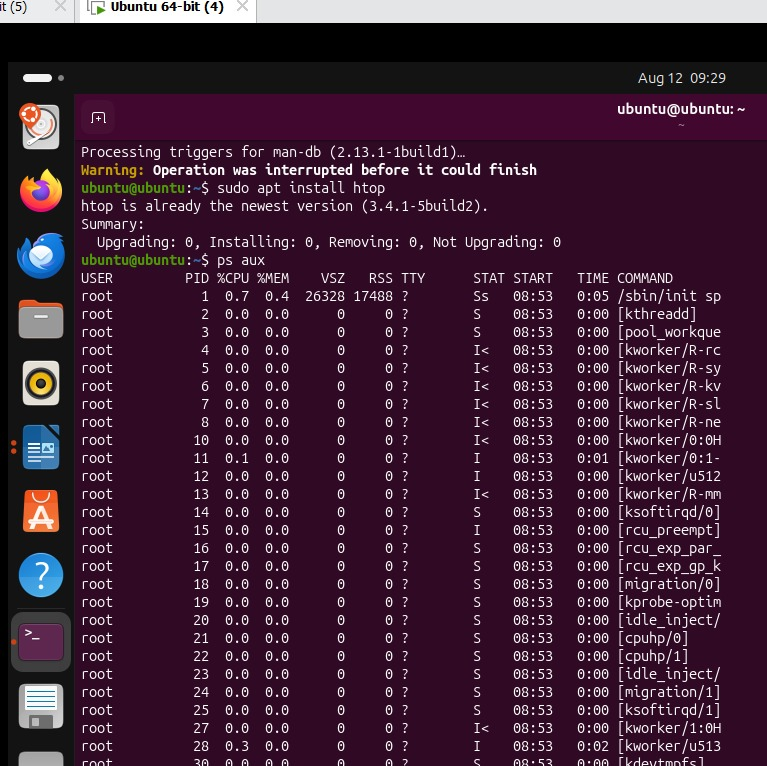 it (5)
Ubuntu 64-bit (4)
Aug 12 09:29
ubuntu@ubuntu: ~
~
Processing triggers for man-db (2.13.1-1build1)…
Warning: Operation was interrupted before it could finish
ubuntu@ubuntu:~$ sudo apt install htop
htop is already the newest version (3.4.1-5build2).
Summary:
  Upgrading: 0, Installing: 0, Removing: 0, Not Upgrading: 0
ubuntu@ubuntu:~$ ps aux
USER         PID %CPU %MEM    VSZ   RSS TTY      STAT START   TIME COMMAND
root           1  0.7  0.4  26328 17488 ?        Ss   08:53   0:05 /sbin/init sp
root           2  0.0  0.0      0     0 ?        S    08:53   0:00 [kthreadd]
root           3  0.0  0.0      0     0 ?        S    08:53   0:00 [pool_workque
root           4  0.0  0.0      0     0 ?        I<   08:53   0:00 [kworker/R-rc
root           5  0.0  0.0      0     0 ?        I<   08:53   0:00 [kworker/R-sy
root           6  0.0  0.0      0     0 ?        I<   08:53   0:00 [kworker/R-kv
root           7  0.0  0.0      0     0 ?        I<   08:53   0:00 [kworker/R-sl
root           8  0.0  0.0      0     0 ?        I<   08:53   0:00 [kworker/R-ne
root          10  0.0  0.0      0     0 ?        I<   08:53   0:00 [kworker/0:0H
root          11  0.1  0.0      0     0 ?        I    08:53   0:01 [kworker/0:1-
root          12  0.0  0.0      0     0 ?        I    08:53   0:00 [kworker/u512
root          13  0.0  0.0      0     0 ?        I<   08:53   0:00 [kworker/R-mm
root          14  0.0  0.0      0     0 ?        S    08:53   0:00 [ksoftirqd/0]
root          15  0.0  0.0      0     0 ?        I    08:53   0:00 [rcu_preempt]
root          16  0.0  0.0      0     0 ?        S    08:53   0:00 [rcu_exp_par_
root          17  0.0  0.0      0     0 ?        S    08:53   0:00 [rcu_exp_gp_k
root          18  0.0  0.0      0     0 ?        S    08:53   0:00 [migration/0]
root          19  0.0  0.0      0     0 ?        S    08:53   0:00 [kprobe-optim
root          20  0.0  0.0      0     0 ?        S    08:53   0:00 [idle_inject/
root          21  0.0  0.0      0     0 ?        S    08:53   0:00 [cpuhp/0]
root          22  0.0  0.0      0     0 ?        S    08:53   0:00 [cpuhp/1]
root          23  0.0  0.0      0     0 ?        S    08:53   0:00 [idle_inject/
root          24  0.0  0.0      0     0 ?        S    08:53   0:00 [migration/1]
root          25  0.0  0.0      0     0 ?        S    08:53   0:00 [ksoftirqd/1]
root          27  0.0  0.0      0     0 ?        I<   08:53   0:00 [kworker/1:0H
root          28  0.3  0.0      0     0 ?        I    08:53   0:02 [kworker/u513
root          30  0.0  0.0      0     0 ?        S    08:53   0:00 [kdevtmpfs]